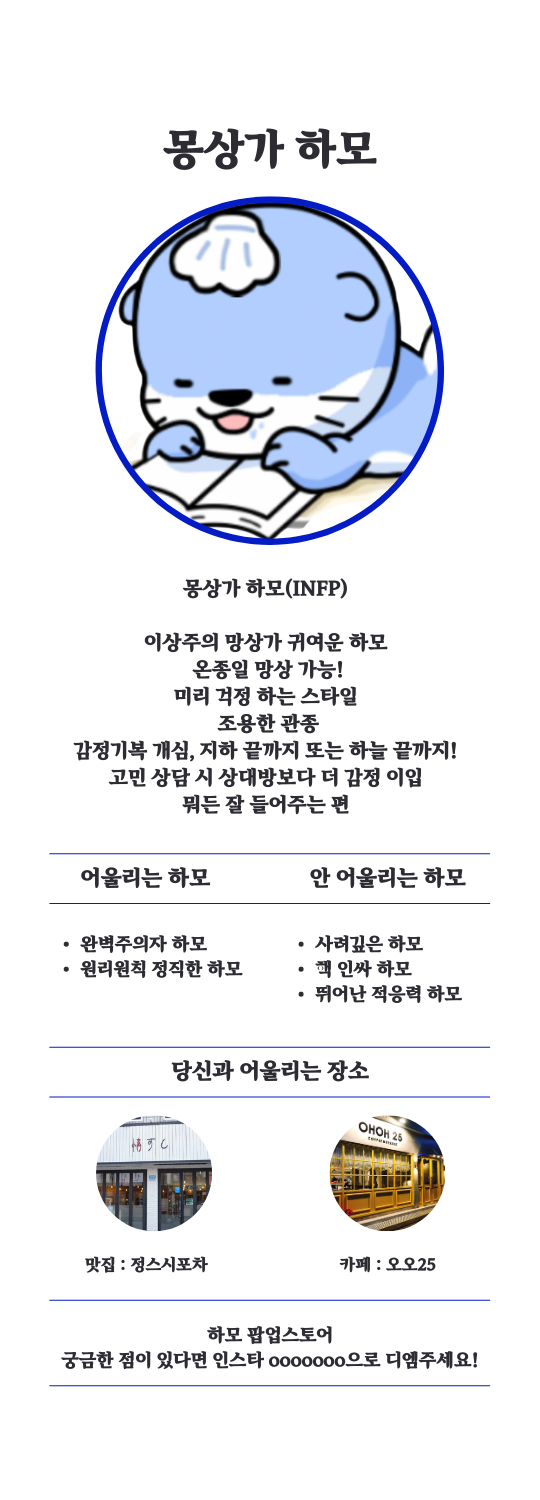 몽상가 하모
몽상가 하모(INFP)
이상주의 망상가 귀여운 하모
온종일 망상 가능!
미리 걱정 하는 스타일
조용한 관종
감정기복 개심, 지하 끝까지 또는 하늘 끝까지!
고민 상담 시 상대방보다 더 감정 이입
뭐든 잘 들어주는 편
어울리는 하모
안 어울리는 하모
• 완벽주의자 하모
• 원리원칙 정직한 하모
• 사려깊은 하모
• 핵 인싸 하모
• 뛰어난 적응력 하모
당신과 어울리는 장소
情すし
OHOH 25
맛집 : 정스시포차
카페 : 오오25
하모 팝업스토어
궁금한 점이 있다면 인스타 ooooooo으로 디엠주세요!